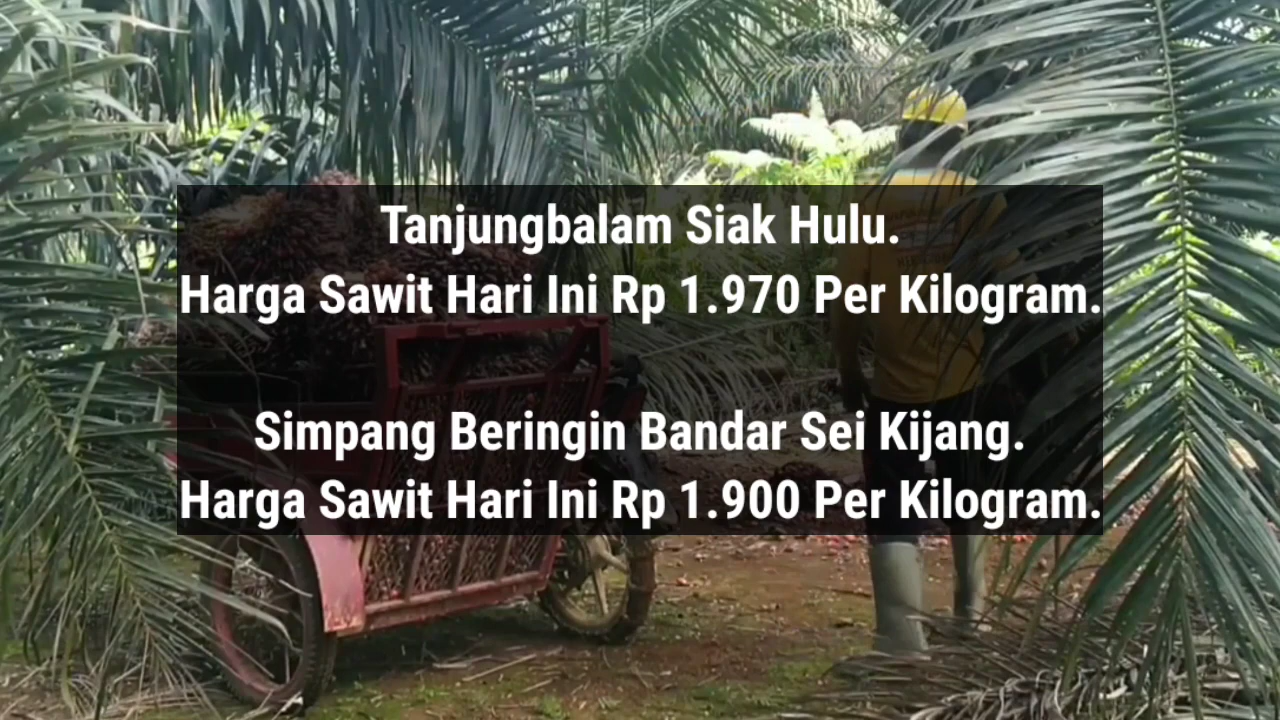 Tanjungbalam Siak Hulu.
Harga Sawit Hari Ini Rp 1.970 Per Kilogram.
Simpang Beringin Bandar Sei Kijang.
Harga Sawit Hari Ini Rp 1.900 Per Kilogram.